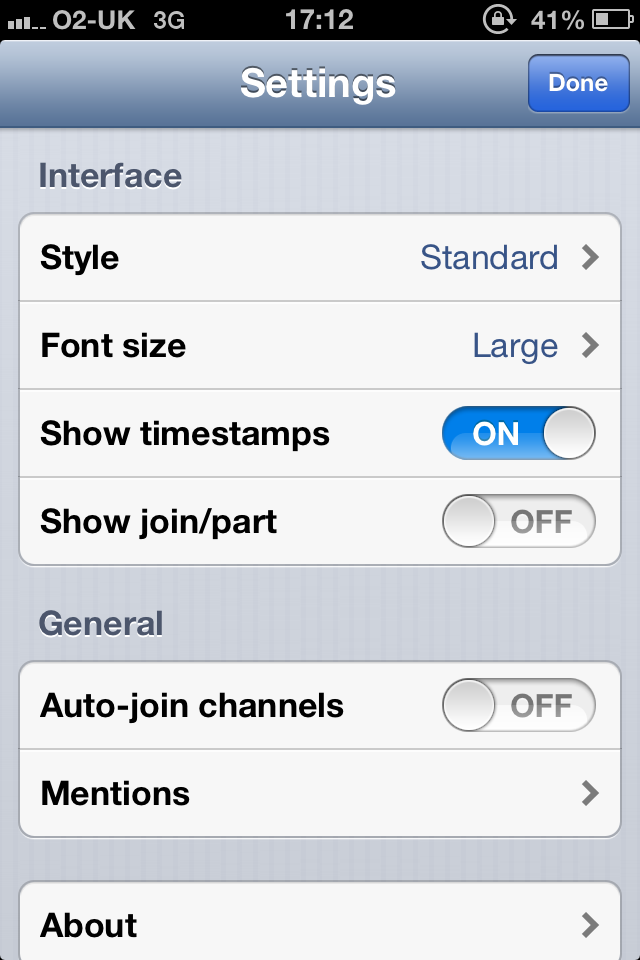 O2-UK 3G 17:12 41%
Settings Done
Interface
Style Standard
Font size Large
Show timestamps ON
Show join/part OFF
General
Auto-join channels OFF
Mentions
About